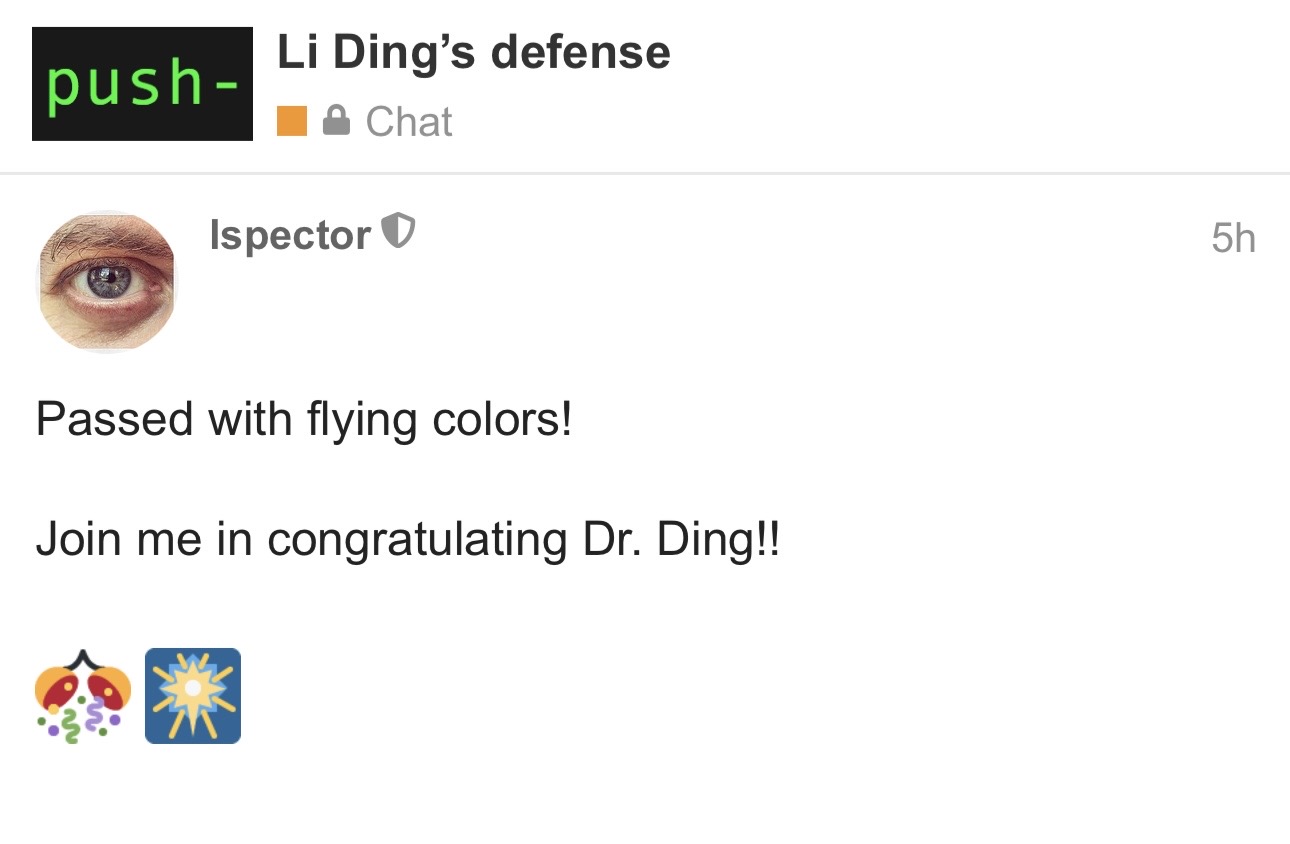 push-
Li Ding’s defense
Chat
lspector
5h
Passed with flying colors!
Join me in congratulating Dr. Ding!!